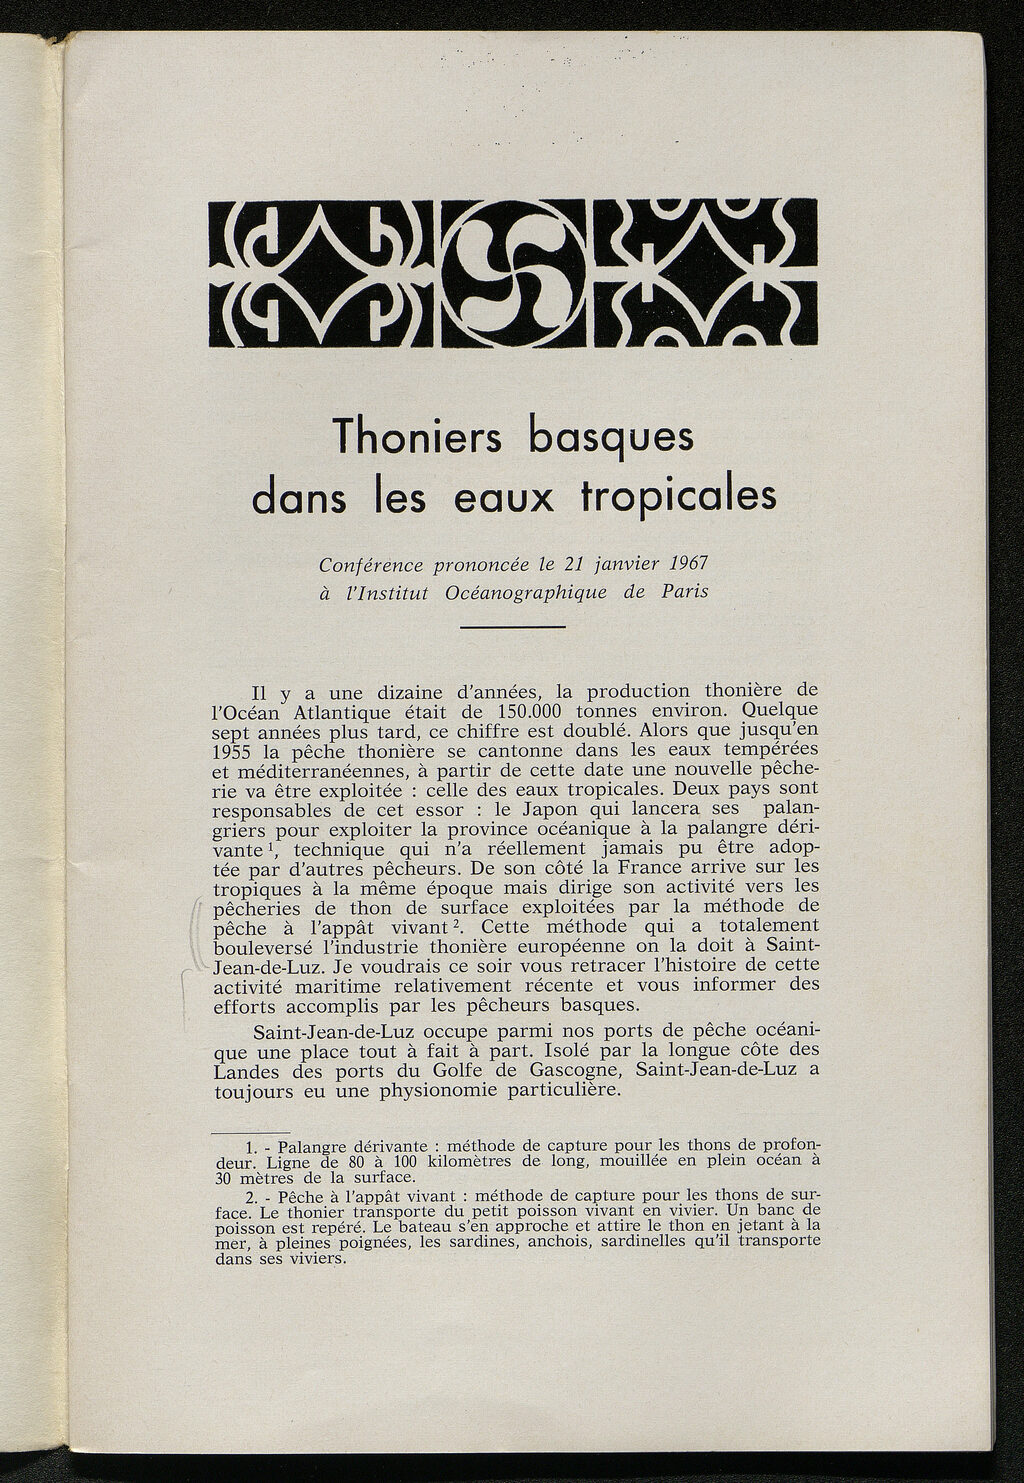 Thoniers basques
dans les eaux tropicales
Conférence prononcée le 21 janvier 1967
à l'Institut Océanographique de Paris
Il y a une dizaine d'années, la production thonière de
l'Océan Atlantique était de 150.000 tonnes environ. Quelque
sept années plus tard, ce chiffre est doublé. Alors que jusqu'en
1955 la pêche thonière se cantonne dans les eaux tempérées
et méditerranéennes, à partir de cette date une nouvelle pêche-
rie va être exploitée : celle des eaux tropicales. Deux pays sont
responsables de cet essor : le Japon qui lancera ses palan-
griers pour exploiter la province océanique à la palangre déri-
vante ¹, technique qui n'a réellement jamais pu être adop-
tée par d'autres pêcheurs. De son côté la France arrive sur les
tropiques à la même époque mais dirige son activité vers les
pêcheries de thon de surface exploitées par la méthode de
pêche à l'appât vivant ². Cette méthode qui a totalement
bouleversé l'industrie thonière européenne on la doit à Saint-
Jean-de-Luz. Je voudrais ce soir vous retracer l'histoire de cette
activité maritime relativement récente et vous informer des
efforts accomplis par les pêcheurs basques.
Saint-Jean-de-Luz occupe parmi nos ports de pêche océani-
que une place tout à fait à part. Isolé par la longue côte des
Landes des ports du Golfe de Gascogne, Saint-Jean-de-Luz a
toujours eu une physionomie particulière.
1. - Palangre dérivante : méthode de capture pour les thons de profon-
deur. Ligne de 80 à 100 kilomètres de long, mouillée en plein océan à
30 mètres de la surface.
2. - Pêche à l'appât vivant : méthode de capture pour les thons de sur-
face. Le thonier transporte du petit poisson vivant en vivier. Un banc de
poisson est repéré. Le bateau s'en approche et attire le thon en jetant à la
mer, à pleines poignées, les sardines, anchois, sardinelles qu'il transporte
dans ses viviers.